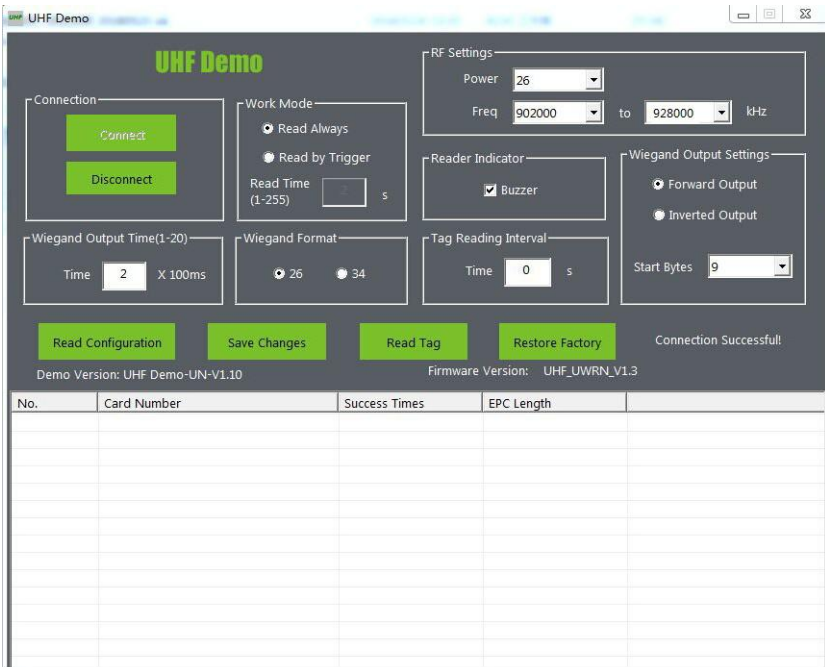 UHF Demo
UHF Demo
RF Settings
Power 26
Freq 902000 to 928000 kHz
Connection
Connect
Disconnect
Work Mode
Read Always
Read by Trigger
Read Time
(1-255) 2 s
Reader Indicator
Buzzer
Wiegand Output Settings
Forward Output
Inverted Output
Start Bytes 9
Wiegand Output Time(1-20)
Time 2 X 100ms
Wiegand Format
26 34
Tag Reading Interval
Time 0 s
Read Configuration Save Changes Read Tag Restore Factory Connection Successful!
Demo Version: UHF Demo-UN-V1.10 Firmware Version: UHF_UWRN_V1.3
No. Card Number Success Times EPC Length